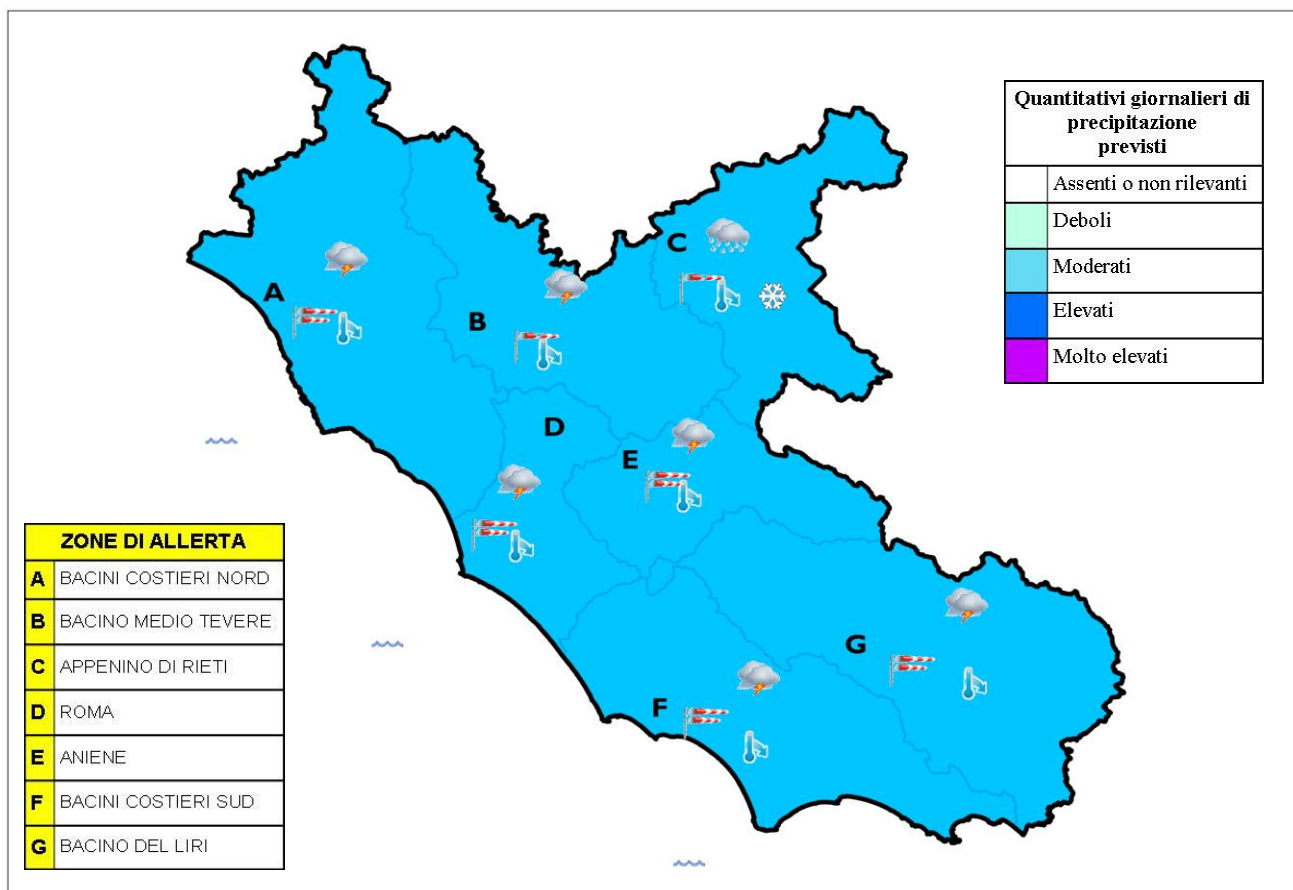 Quantitativi giornalieri di
precipitazione
previsti
Assenti o non rilevanti
Deboli
Moderati
Elevati
Molto elevati
A
B
C
D
E
F
G
ZONE DI ALLERTA
A BACINI COSTIERI NORD
B BACINO MEDIO TEVERE
C APPENINO DI RIETI
D ROMA
E ANIENE
F BACINI COSTIERI SUD
G BACINO DEL LIRI